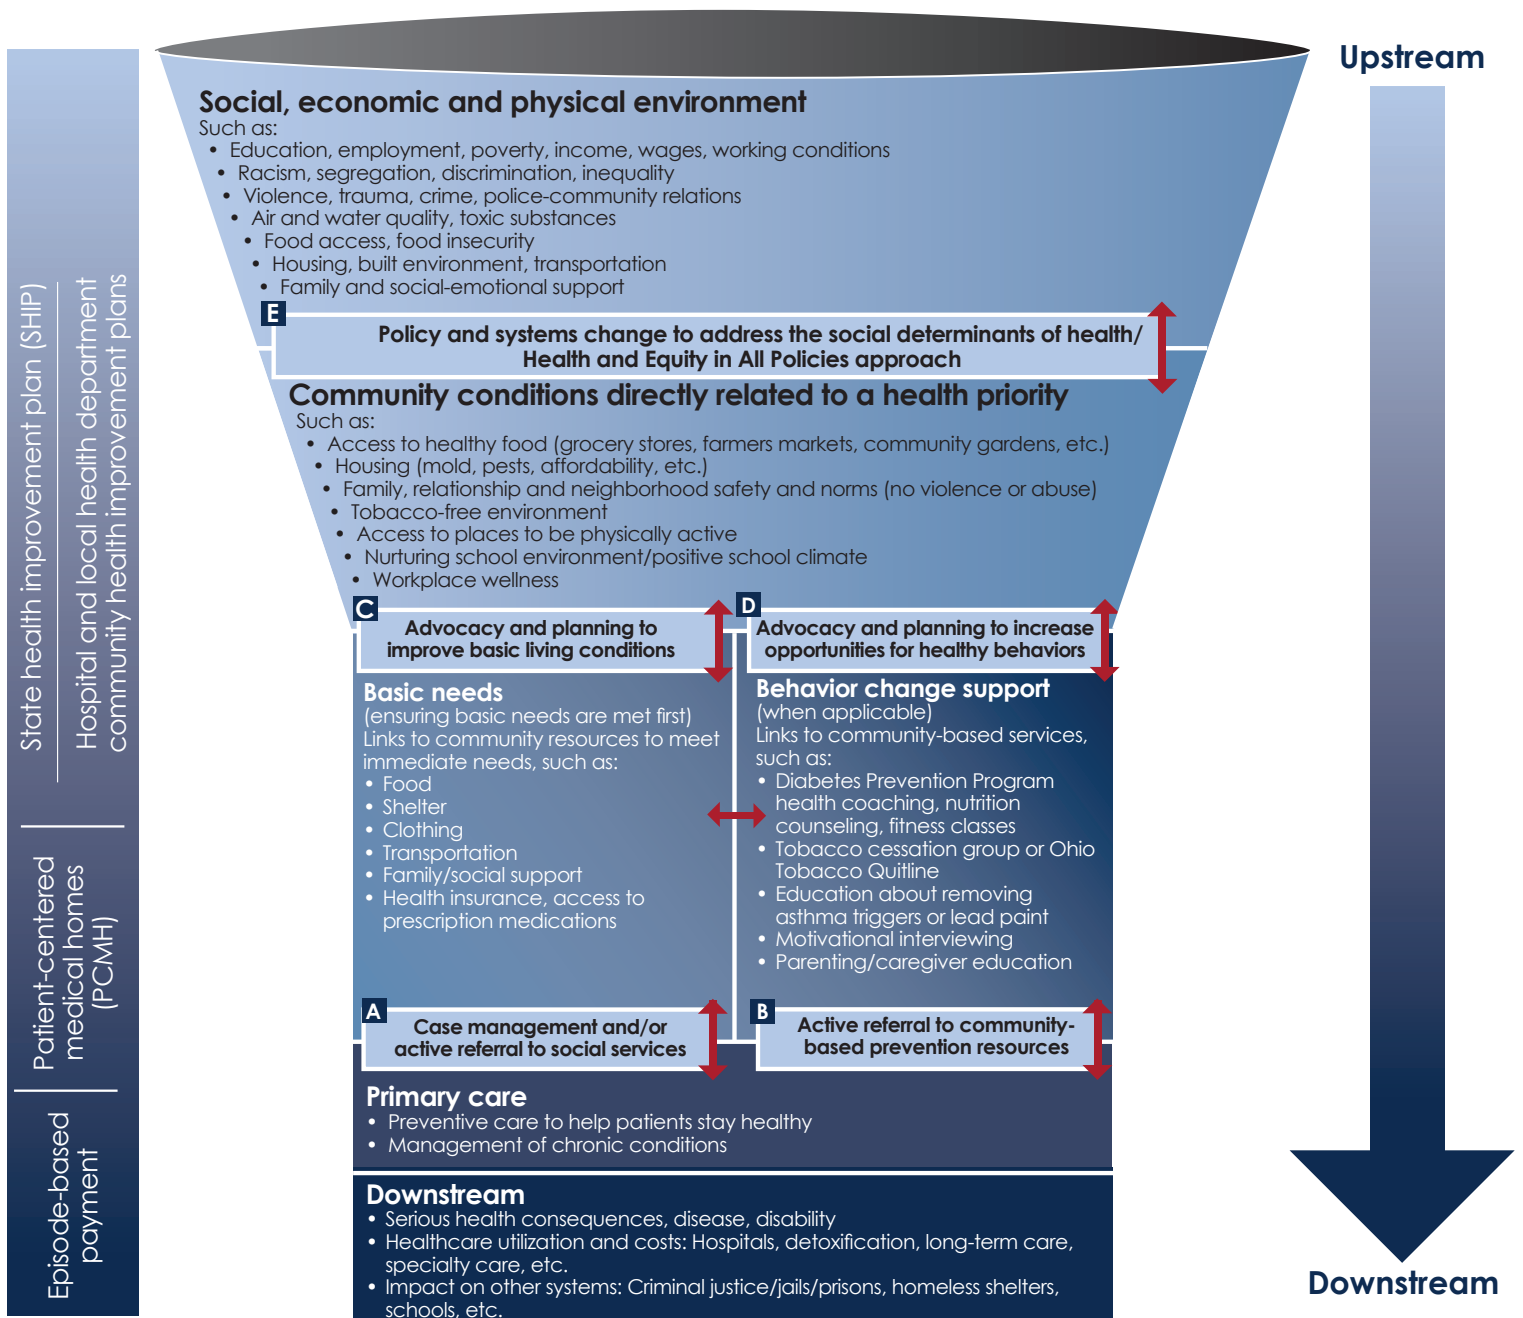 Upstream
Social, economic and physical environment
Such as:
• Education, employment, poverty, income, wages, working conditions
• Racism, segregation, discrimination, inequality
• Violence, trauma, crime, police-community relations
• Air and water quality, toxic substances
• Food access, food insecurity
• Housing, built environment, transportation
• Family and social-emotional support
E
Policy and systems change to address the social determinants of health/
Health and Equity in All Policies approach
Community conditions directly related to a health priority
Such as:
• Access to healthy food (grocery stores, farmers markets, community gardens, etc.)
• Housing (mold, pests, affordability, etc.)
• Family, relationship and neighborhood safety and norms (no violence or abuse)
• Tobacco-free environment
• Access to places to be physically active
• Nurturing school environment/positive school climate
• Workplace wellness
C
Advocacy and planning to
improve basic living conditions
D
Advocacy and planning to increase
opportunities for healthy behaviors
Basic needs
(ensuring basic needs are met first)
Links to community resources to meet
immediate needs, such as:
• Food
• Shelter
• Clothing
• Transportation
• Family/social support
• Health insurance, access to
prescription medications
Behavior change support
(when applicable)
Links to community-based services,
such as:
• Diabetes Prevention Program
health coaching, nutrition
counseling, fitness classes
• Tobacco cessation group or Ohio
Tobacco Quitline
• Education about removing
asthma triggers or lead paint
• Motivational interviewing
• Parenting/caregiver education
A
Case management and/or
active referral to social services
B
Active referral to community-
based prevention resources
Primary care
• Preventive care to help patients stay healthy
• Management of chronic conditions
Downstream
• Serious health consequences, disease, disability
• Healthcare utilization and costs: Hospitals, detoxification, long-term care,
specialty care, etc.
• Impact on other systems: Criminal justice/jails/prisons, homeless shelters,
schools, etc.
State health improvement plan (SHIP)
Hospital and local health department
community health improvement plans
Patient-centered
medical homes
(PCMH)
Episode-based
payment
Downstream